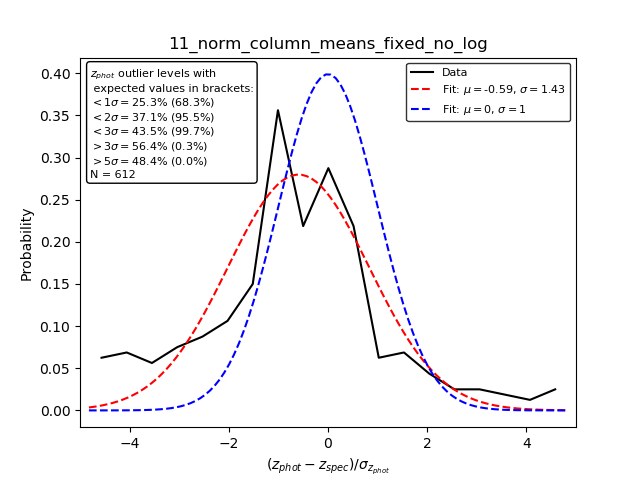 11_norm_column_means_fixed_no_log
z_phot outlier levels with
expected values in brackets:
< 1σ = 25.3% (68.3%)
< 2σ = 37.1% (95.5%)
< 3σ = 43.5% (99.7%)
> 3σ = 56.4% (0.3%)
> 5σ = 48.4% (0.0%)
N = 612
Data
Fit: μ = -0.59, σ = 1.43
Fit: μ = 0, σ = 1
0.40
0.35
0.30
0.25
0.20
0.15
0.10
0.05
0.00
Probability
−4 −2 0 2 4
(z_phot − z_spec)/σ_z_phot